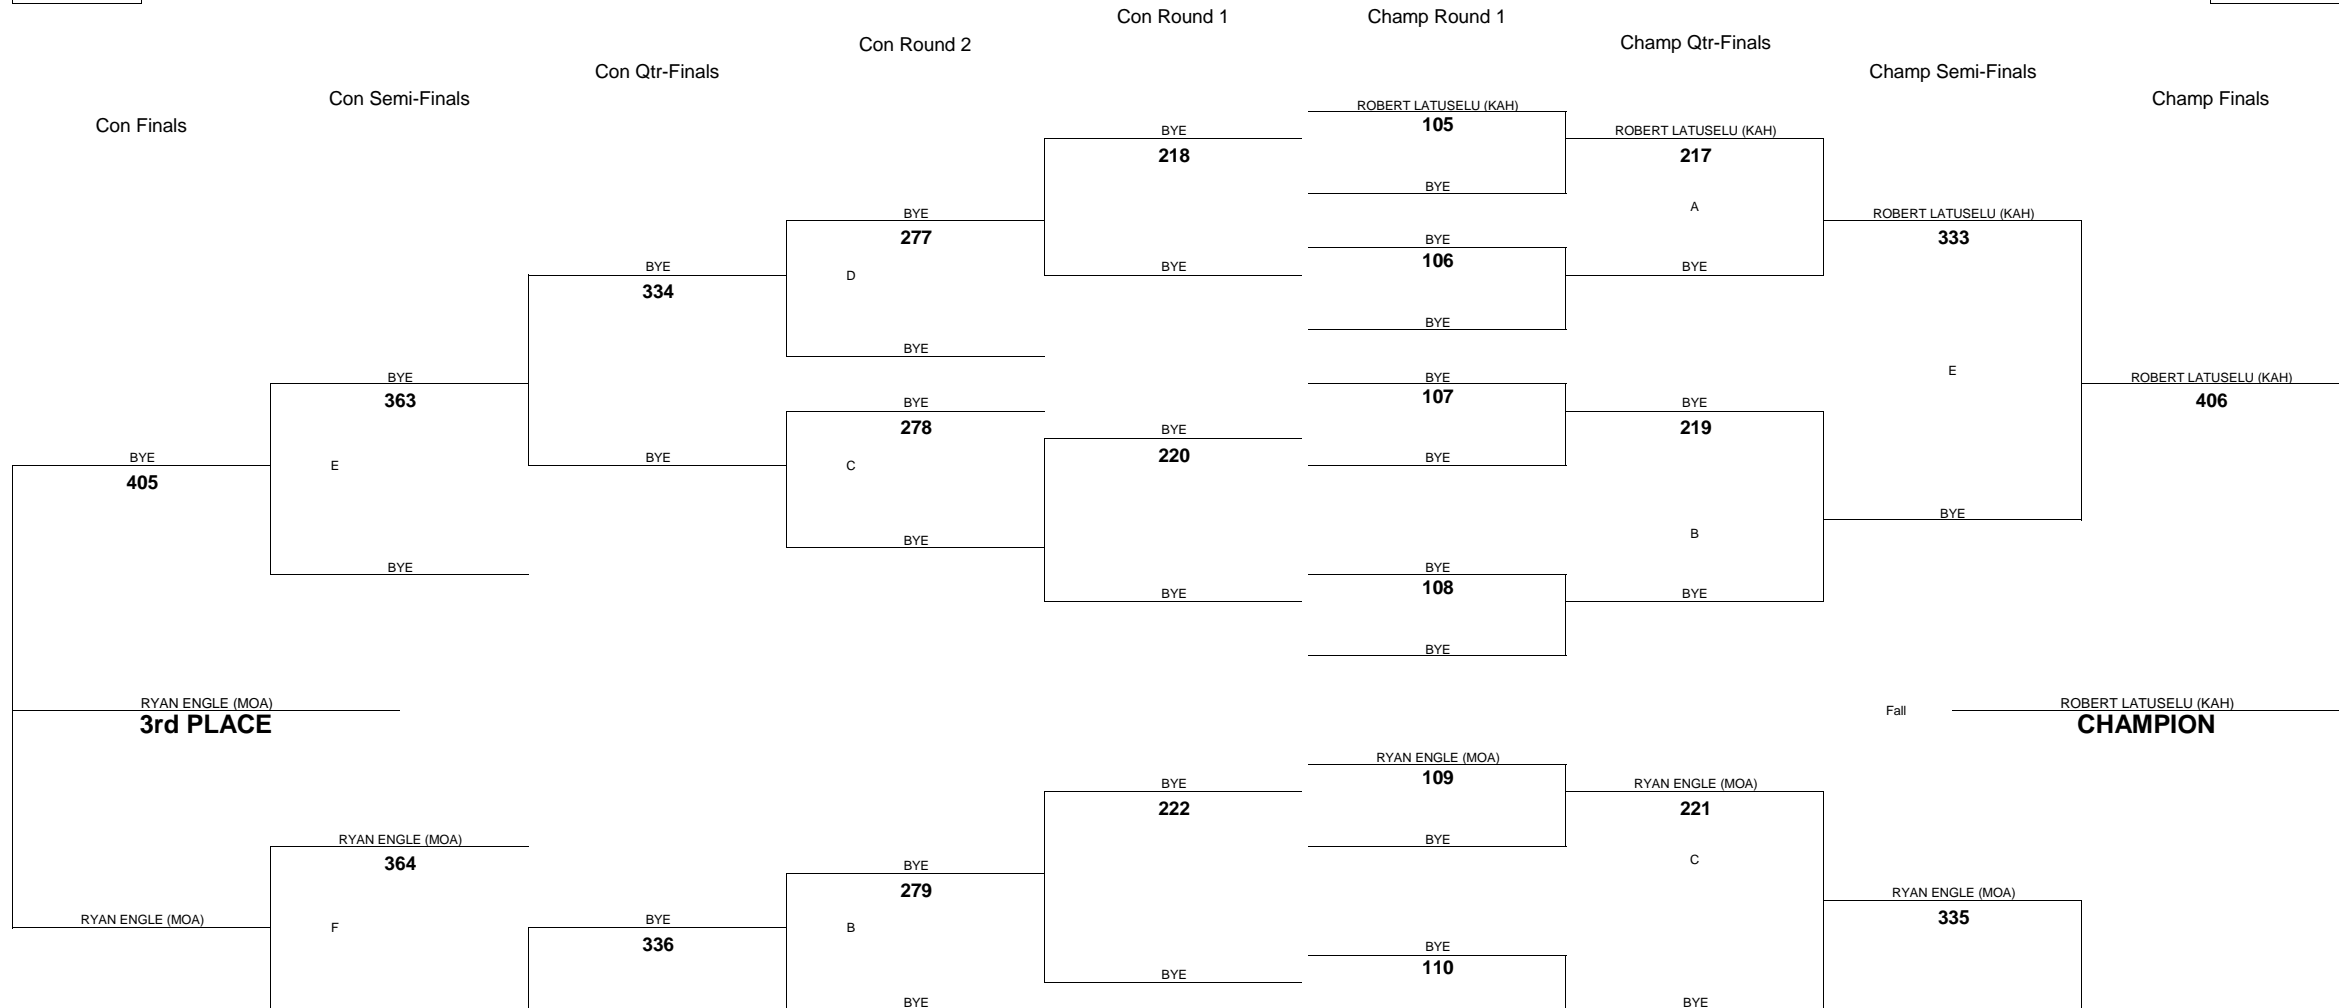 Con Round 1
Champ Round 1
Con Round 2
Champ Qtr-Finals
Con Qtr-Finals
Champ Semi-Finals
Con Semi-Finals
Champ Finals
Con Finals
ROBERT LATUSELU (KAH)
105
BYE
218
ROBERT LATUSELU (KAH)
217
BYE
A
BYE
277
ROBERT LATUSELU (KAH)
333
BYE
106
BYE
334
D
BYE
BYE
BYE
BYE
E
BYE
363
BYE
107
ROBERT LATUSELU (KAH)
406
BYE
278
BYE
219
BYE
220
BYE
405
E
BYE
C
BYE
BYE
B
BYE
BYE
BYE
108
BYE
BYE
BYE
RYAN ENGLE (MOA)
3rd PLACE
Fall
ROBERT LATUSELU (KAH)
CHAMPION
RYAN ENGLE (MOA)
109
BYE
222
RYAN ENGLE (MOA)
221
RYAN ENGLE (MOA)
364
BYE
C
BYE
279
RYAN ENGLE (MOA)
335
RYAN ENGLE (MOA)
F
BYE
336
B
BYE
110
BYE
BYE
BYE